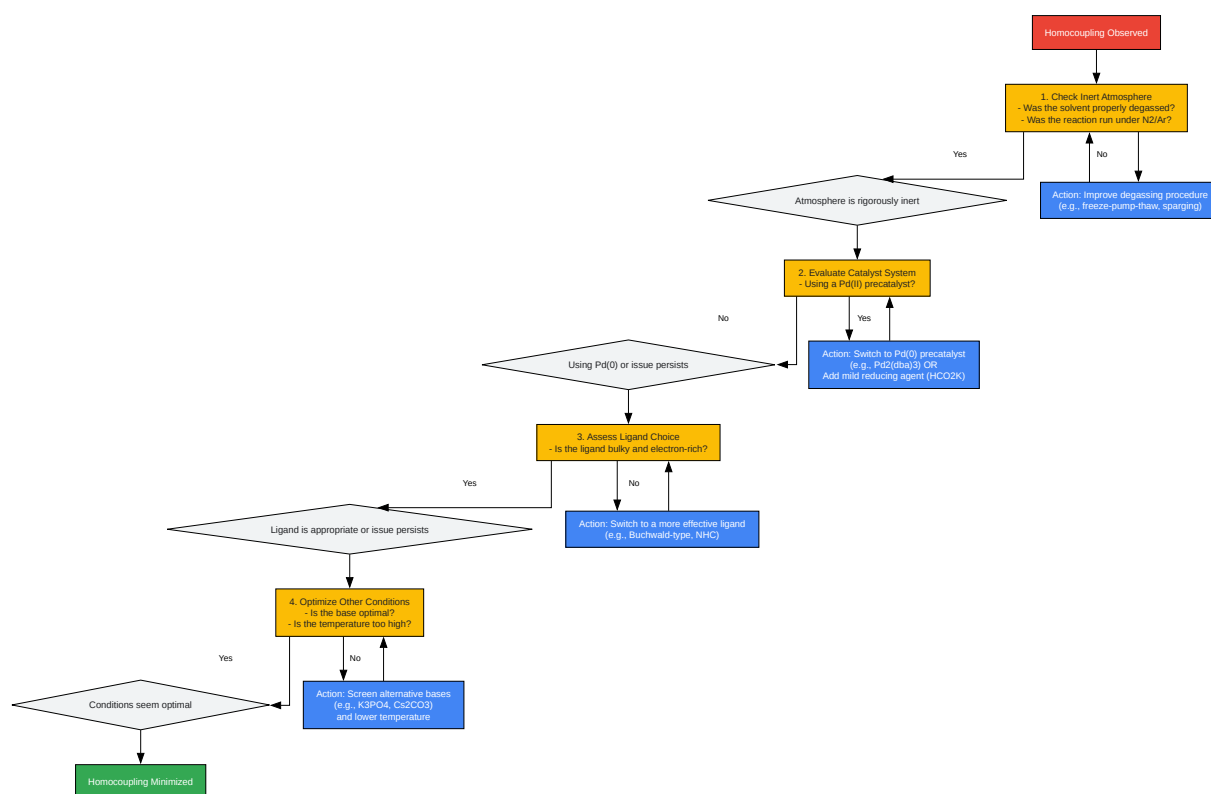 Homocoupling Observed
1. Check Inert Atmosphere
- Was the solvent properly degassed?
- Was the reaction run under N2/Ar?
Yes
No
Action: Improve degassing procedure
(e.g., freeze-pump-thaw, sparging)
Atmosphere is rigorously inert
2. Evaluate Catalyst System
- Using a Pd(II) precatalyst?
No
Yes
Action: Switch to Pd(0) precatalyst
(e.g., Pd2(dba)3) OR
Add mild reducing agent (HCO2K)
Using Pd(0) or issue persists
3. Assess Ligand Choice
- Is the ligand bulky and electron-rich?
Yes
No
Action: Switch to a more effective ligand
(e.g., Buchwald-type, NHC)
Ligand is appropriate or issue persists
4. Optimize Other Conditions
- Is the base optimal?
- Is the temperature too high?
Yes
No
Action: Screen alternative bases
(e.g., K3PO4, Cs2CO3)
and lower temperature
Conditions seem optimal
Homocoupling Minimized